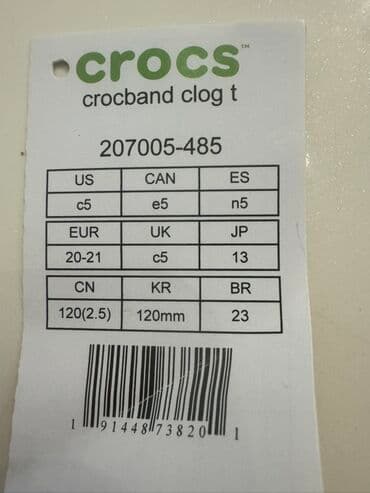 crocs™
crocband clog t
207005-485
US CAN ES
c5 e5 n5
EUR UK JP
20-21 c5 13
CN KR BR
120(2.5) 120mm 23
1 91448 73820 1